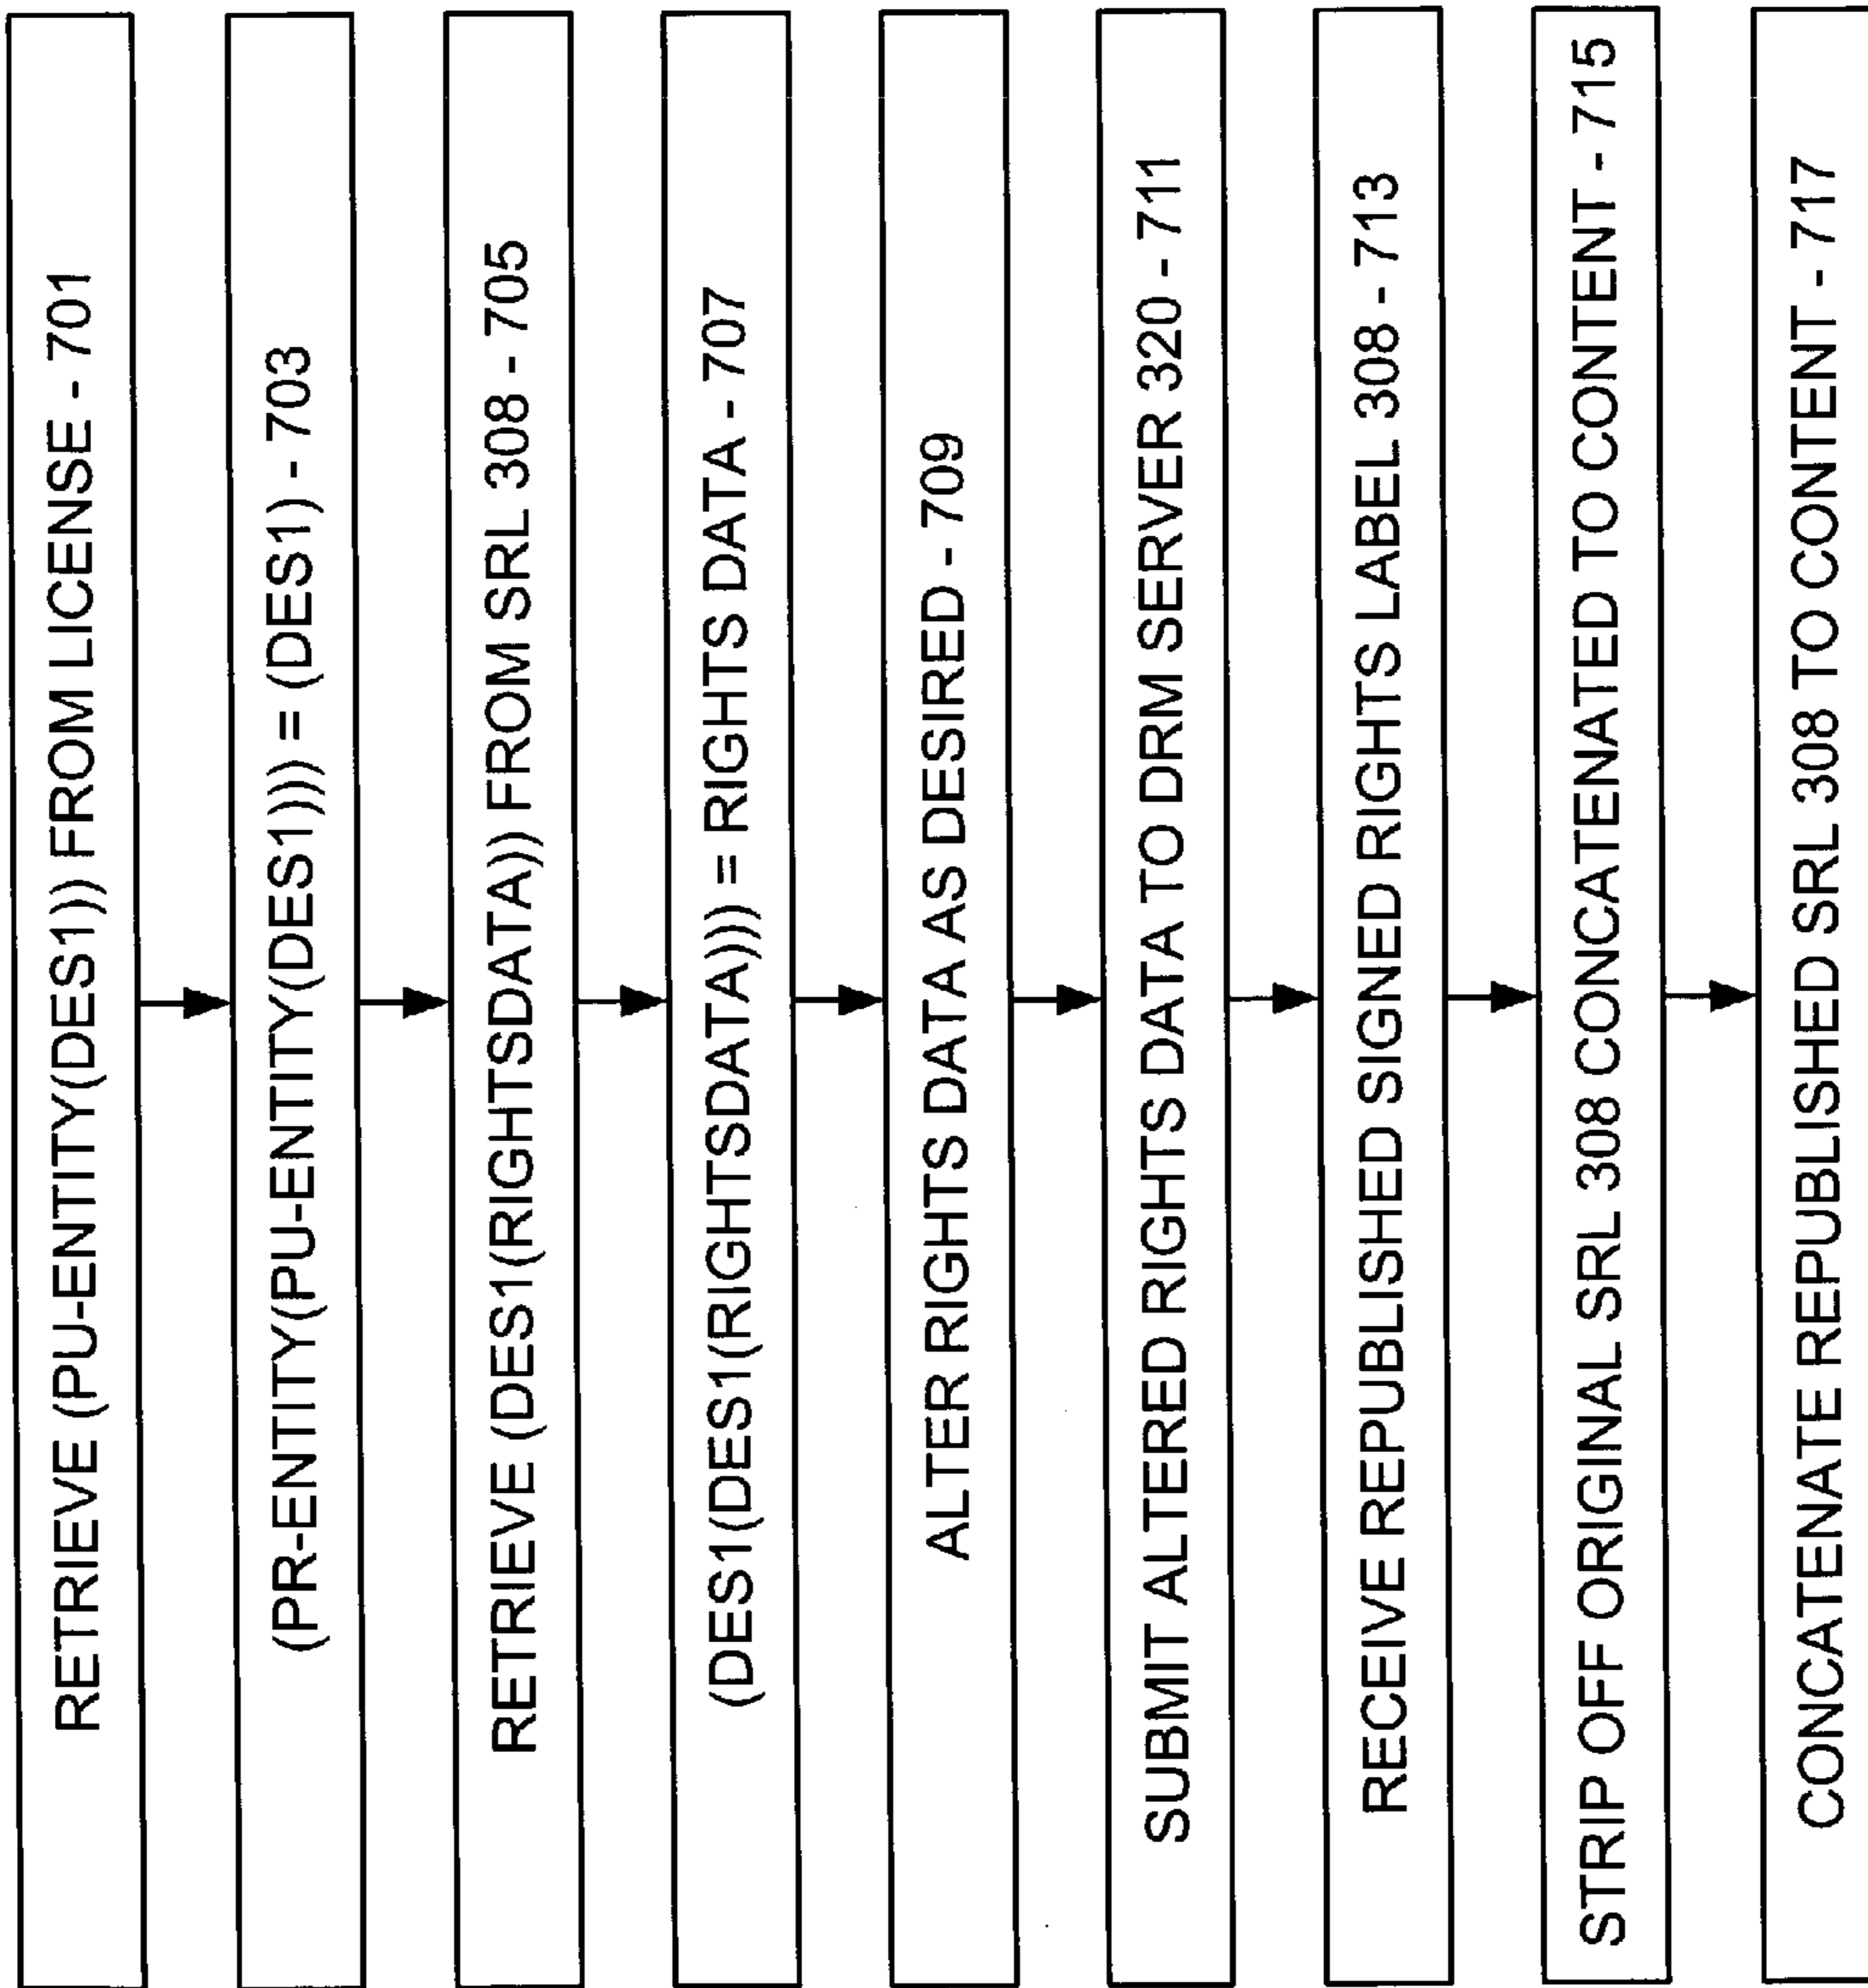 RETRIEVE (PU-ENTITY(DES1)) FROM LICENSE - 701
(PR-ENTITY(PU-ENTITY(DES1))) = (DES1) - 703
RETRIEVE (DES1(RIGHTSDATA)) FROM SRL 308 - 705
(DES1(DES1(RIGHTSDATA))) = RIGHTS DATA - 707
ALTER RIGHTS DATA AS DESIRED - 709
SUBMIT ALTERED RIGHTS DATA TO DRM SERVER 320 - 711
RECEIVE REPUBLISHED SIGNED RIGHTS LABEL 308 - 713
STRIP OFF ORIGINAL SRL 308 CONCATENATED TO CONTENT - 715
CONCATENATE REPUBLISHED SRL 308 TO CONTENT - 717